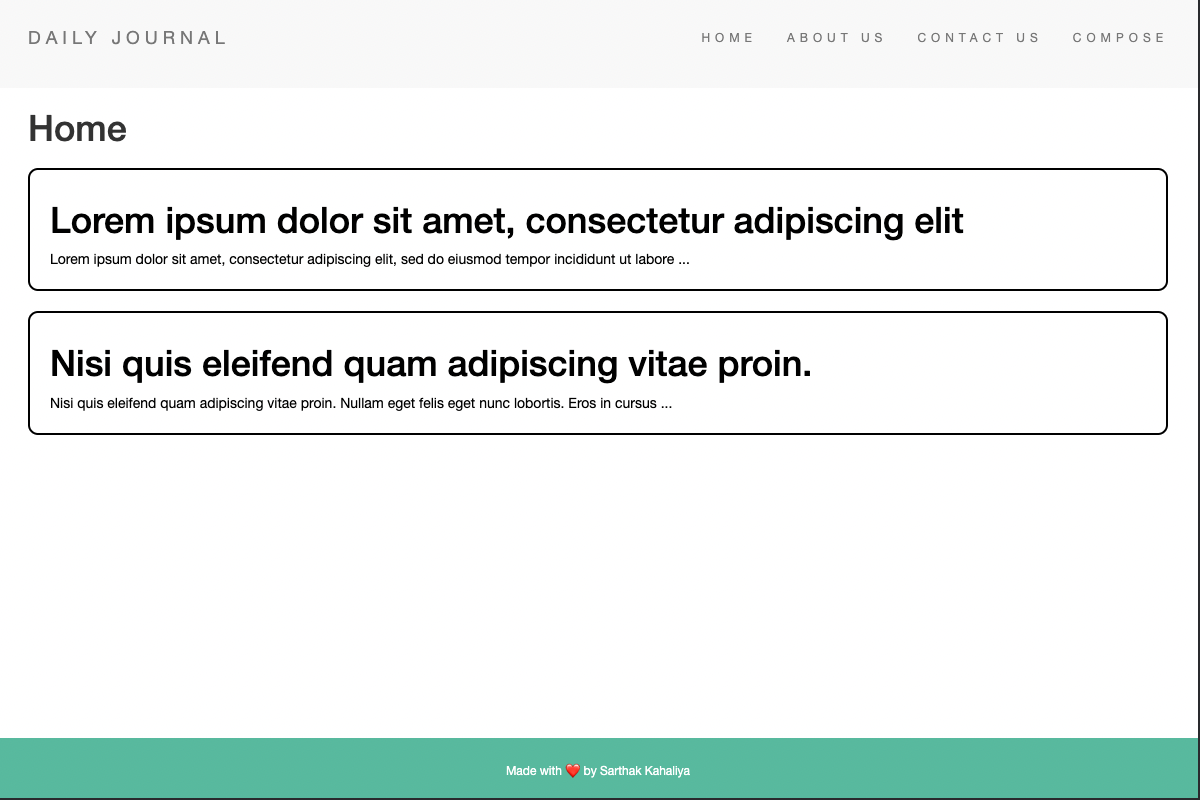 DAILY JOURNAL
HOME ABOUT US CONTACT US COMPOSE
Home
Lorem ipsum dolor sit amet, consectetur adipiscing elit
Lorem ipsum dolor sit amet, consectetur adipiscing elit, sed do eiusmod tempor incididunt ut labore ...
Nisi quis eleifend quam adipiscing vitae proin.
Nisi quis eleifend quam adipiscing vitae proin. Nullam eget felis eget nunc lobortis. Eros in cursus ...
Made with ❤️ by Sarthak Kahaliya